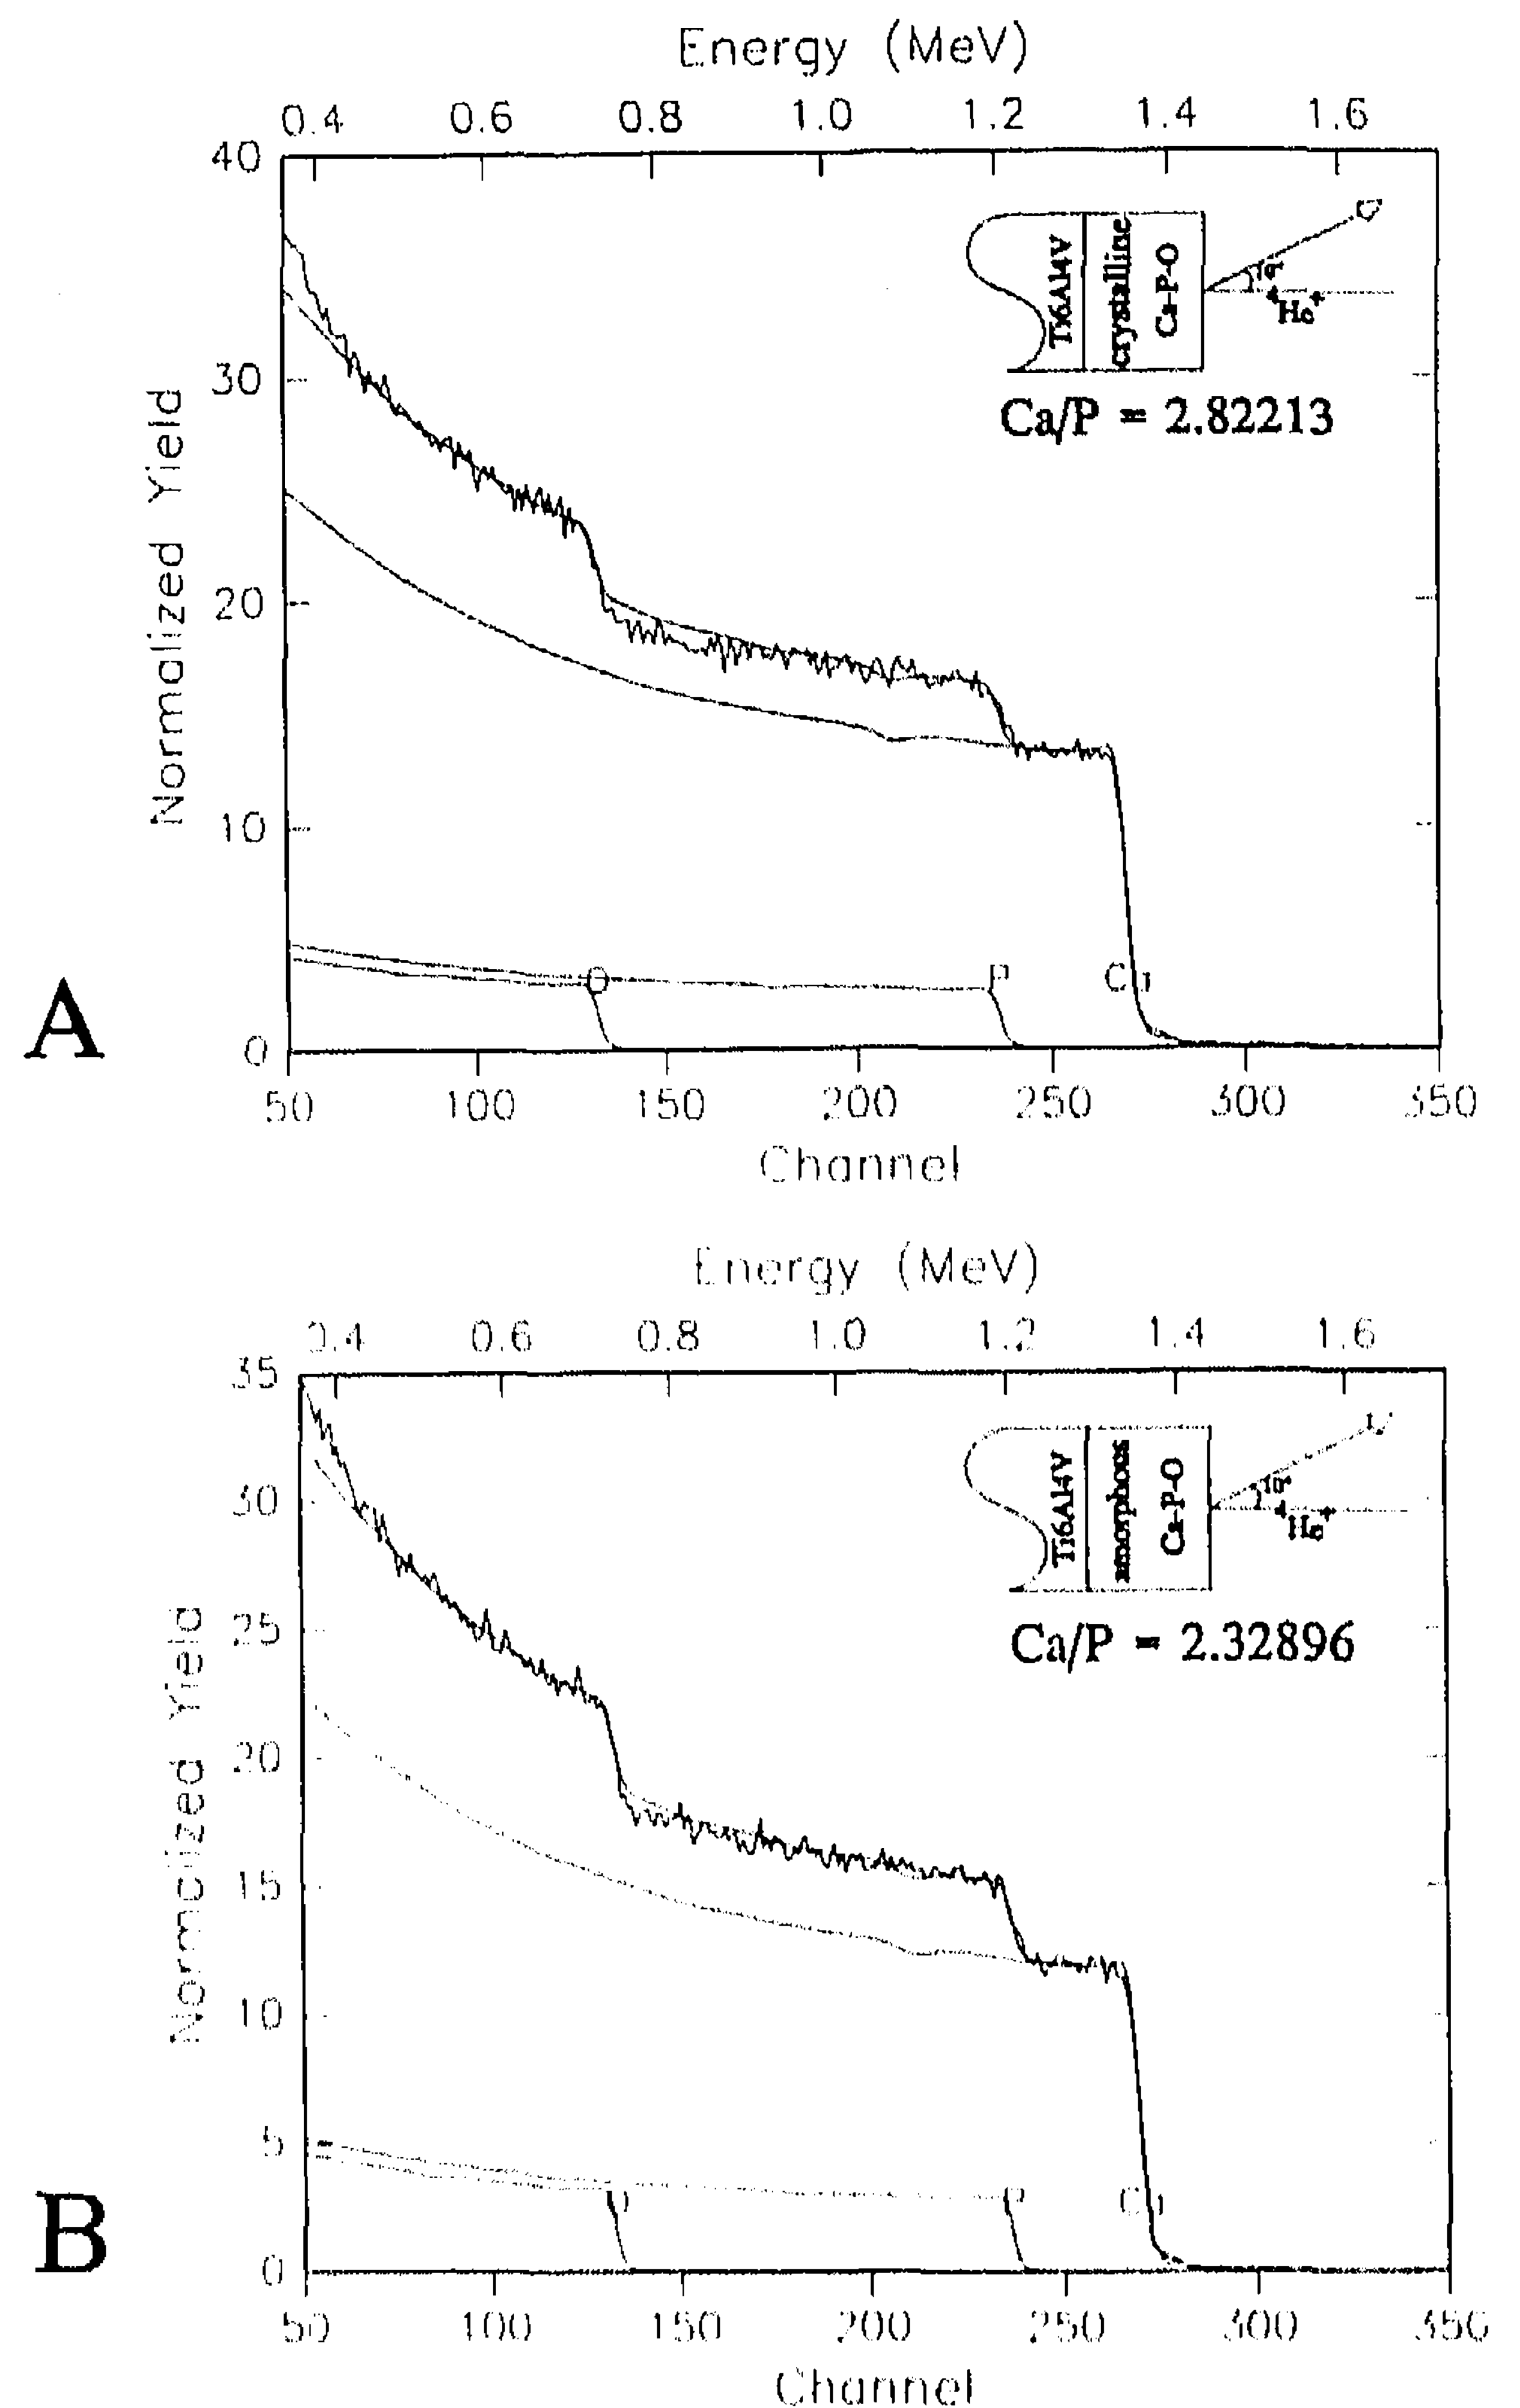 Energy (MeV)
0.4 0.6 0.8 1.0 1.2 1.4 1.6
40
30
20
10
0
Normalized Yield
Ti6Al4V
crystalline
Ca-P-O
10°
4He+
Ca/P = 2.82213
O P Ca
A
50 100 150 200 250 300 350
Channel
Energy (MeV)
0.4 0.6 0.8 1.0 1.2 1.4 1.6
35
30
25
20
15
10
5
0
Normalized Yield
Ti6Al4V
amorphous
Ca-P-O
10°
4He+
Ca/P = 2.32896
P Ca
B
50 100 150 200 250 300 350
Channel